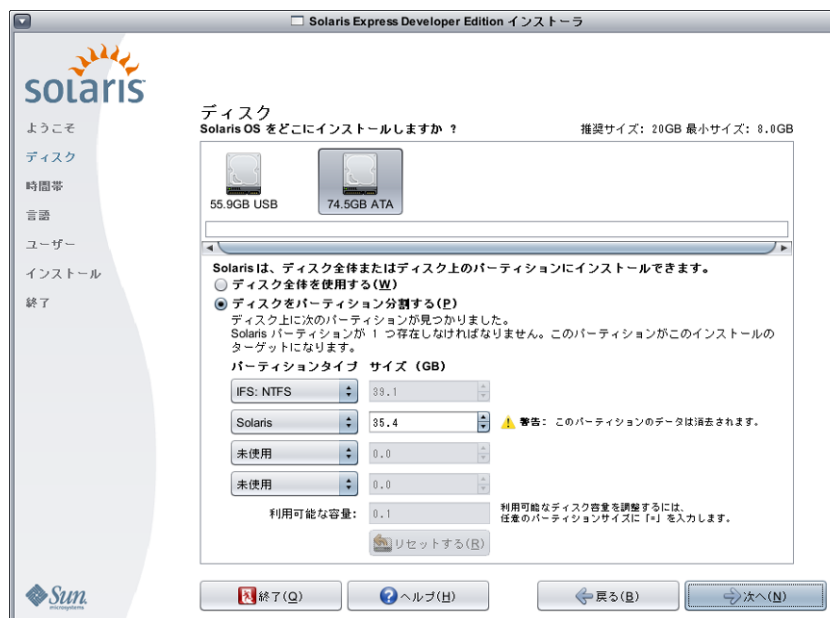 Solaris Express Developer Edition インストーラ
solaris
ようこそ
ディスク
時間帯
言語
ユーザー
インストール
終了
ディスク
Solaris OS をどこにインストールしますか ?
推奨サイズ: 20GB 最小サイズ: 8.0GB
55.9GB USB
74.5GB ATA
Solaris は、ディスク全体またはディスク上のパーティションにインストールできます。
ディスク全体を使用する(W)
ディスクをパーティション分割する(P)
ディスク上に次のパーティションが見つかりました。
Solaris パーティションが 1 つ存在しなければなりません。このパーティションがこのインストールの
ターゲットになります。
パーティションタイプ サイズ (GB)
IFS: NTFS 39.1
Solaris 35.4 警告: このパーティションのデータは消去されます。
未使用 0.0
未使用 0.0
利用可能な容量: 0.1
利用可能なディスク容量を調整するには、
任意のパーティションサイズに「=」を入力します。
リセットする(R)
Sun
microsystems
終了(Q)
ヘルプ(H)
戻る(B)
次へ(N)